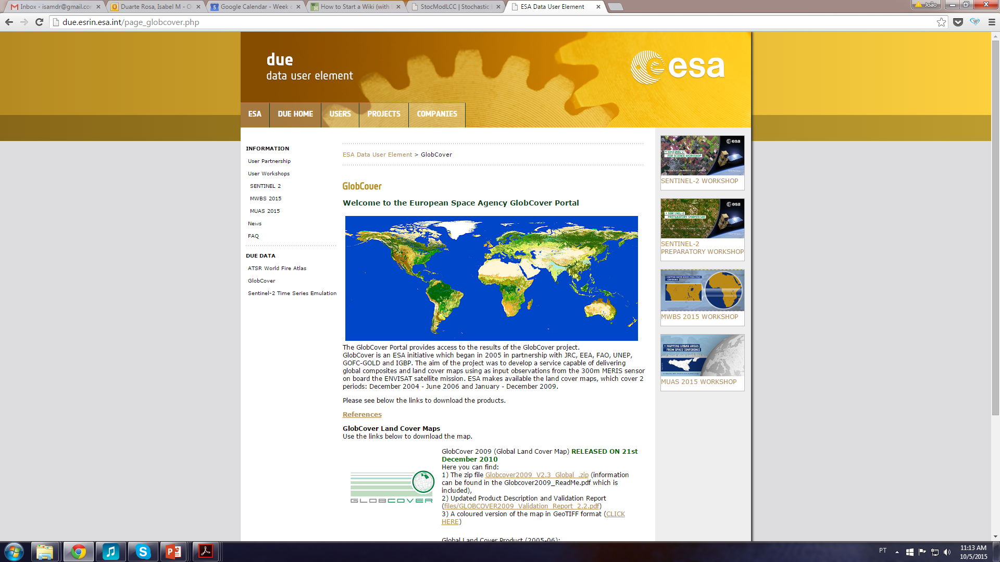 Inbox - isamdr@gmail.cor
Duarte Rosa, Isabel M - O
Google Calendar - Week
How to Start a Wiki (with
StocModLCC | Stochastic
ESA Data User Element
João
due.esrin.esa.int/page_globcover.php
due
data user element
esa
ESA
DUE HOME
USERS
PROJECTS
COMPANIES
INFORMATION
User Partnership
User Workshops
SENTINEL 2
MWBS 2015
MUAS 2015
News
FAQ
DUE DATA
ATSR World Fire Atlas
GlobCover
Sentinel-2 Time Series Emulation
ESA Data User Element > GlobCover
GlobCover
Welcome to the European Space Agency GlobCover Portal
The GlobCover Portal provides access to the results of the GlobCover project.
GlobCover is an ESA initiative which began in 2005 in partnership with JRC, EEA, FAO, UNEP,
GOFC-GOLD and IGBP. The aim of the project was to develop a service capable of delivering
global composites and land cover maps using as input observations from the 300m MERIS sensor
on board the ENVISAT satellite mission. ESA makes available the land cover maps, which cover 2
periods: December 2004 - June 2006 and January - December 2009.
Please see below the links to download the products.
References
GlobCover Land Cover Maps
Use the links below to download the map.
GLOBCOVER
GlobCover 2009 (Global Land Cover Map) RELEASED ON 21st
December 2010
Here you can find:
1) The zip file Globcover2009_V2.3_Global_.zip (information
can be found in the Globcover2009_ReadMe.pdf which is
included),
2) Updated Product Description and Validation Report
(files/GLOBCOVER2009_Validation_Report_2.2.pdf)
3) A coloured version of the map in GeoTIFF format (CLICK
HERE)
Global Land Cover Product (2005-06):
esa
SENTINEL-2
FOR SCIENCE WORKSHOP
SENTINEL-2 WORKSHOP
esa
SENTINEL-2
PREPARATORY SYMPOSIUM
SENTINEL-2
PREPARATORY WORKSHOP
MAPPING WATER BODIES FROM SPACE
CONFERENCE
MWBS 2015 WORKSHOP
MAPPING URBAN AREAS
FROM SPACE CONFERENCE
MUAS 2015 WORKSHOP
PT
11:13 AM
10/5/2015